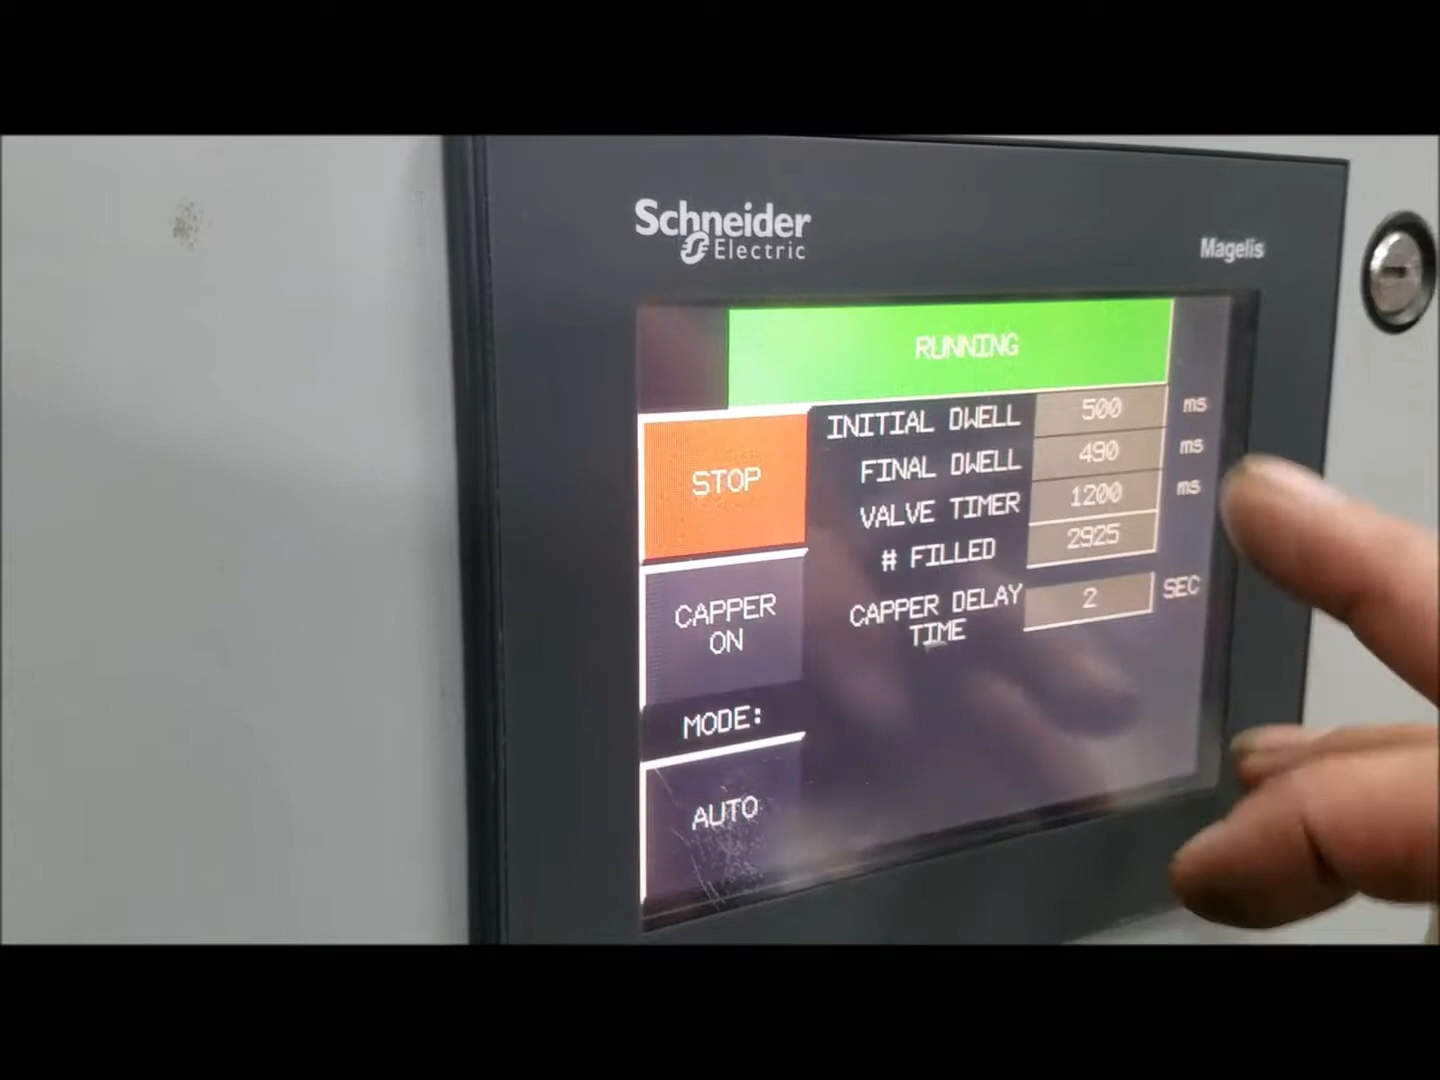 Schneider
Electric
Magelis
RUNNING
INITIAL DWELL 500 ms
FINAL DWELL 490 ms
VALVE TIMER 1200 ms
# FILLED 2925
CAPPER DELAY TIME 2 SEC
STOP
CAPPER
ON
MODE:
AUTO